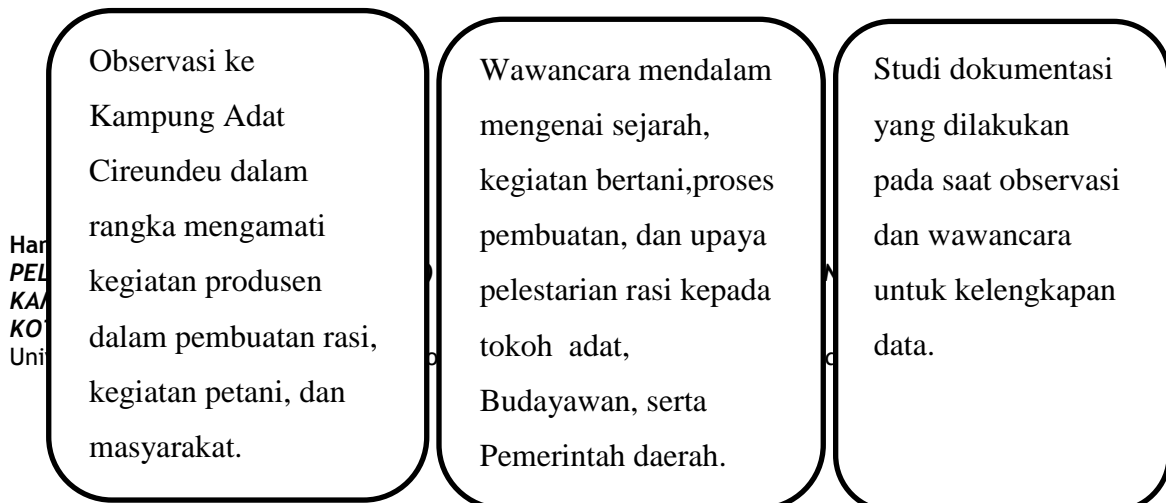 Observasi ke
Kampung Adat
Cireundeu dalam
rangka mengamati
kegiatan produsen
dalam pembuatan rasi,
kegiatan petani, dan
masyarakat.
Wawancara mendalam
mengenai sejarah,
kegiatan bertani,proses
pembuatan, dan upaya
pelestarian rasi kepada
tokoh adat,
Budayawan, serta
Pemerintah daerah.
Studi dokumentasi
yang dilakukan
pada saat observasi
dan wawancara
untuk kelengkapan
data.